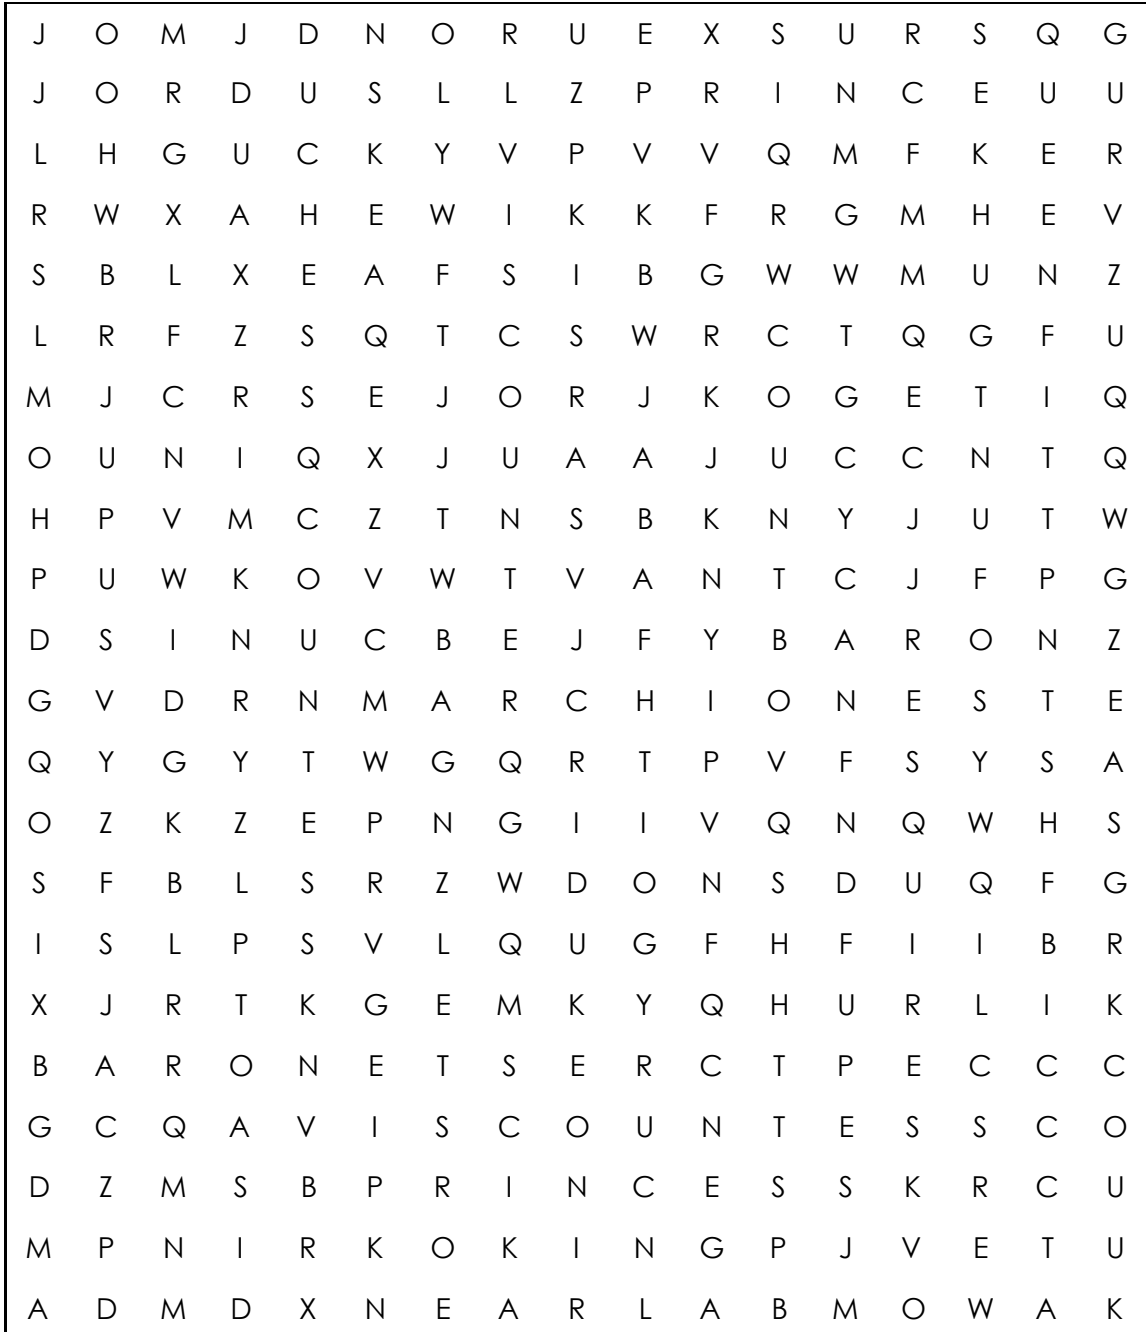 J O M J D N O R U E X S U R S Q G
J O R D U S L L Z P R I N C E U U
L H G U C K Y V P V V Q M F K E R
R W X A H E W I K K F R G M H E V
S B L X E A F S I B G W W M U N Z
L R F Z S Q T C S W R C T Q G F U
M J C R S E J O R J K O G E T I Q
O U N I Q X J U A A J U C C N T Q
H P V M C Z T N S B K N Y J U T W
P U W K O V W T V A N T C J F P G
D S I N U C B E J F Y B A R O N Z
G V D R N M A R C H I O N E S T E
Q Y G Y T W G Q R T P V F S Y S A
O Z K Z E P N G I I V Q N Q W H S
S F B L S R Z W D O N S D U Q F G
I S L P S V L Q U G F H F I I B R
X J R T K G E M K Y Q H U R L I K
B A R O N E T S E R C T P E C C C
G C Q A V I S C O U N T E S S C O
D Z M S B P R I N C E S S K R C U
M P N I R K O K I N G P J V E T U
A D M D X N E A R L A B M O W A K